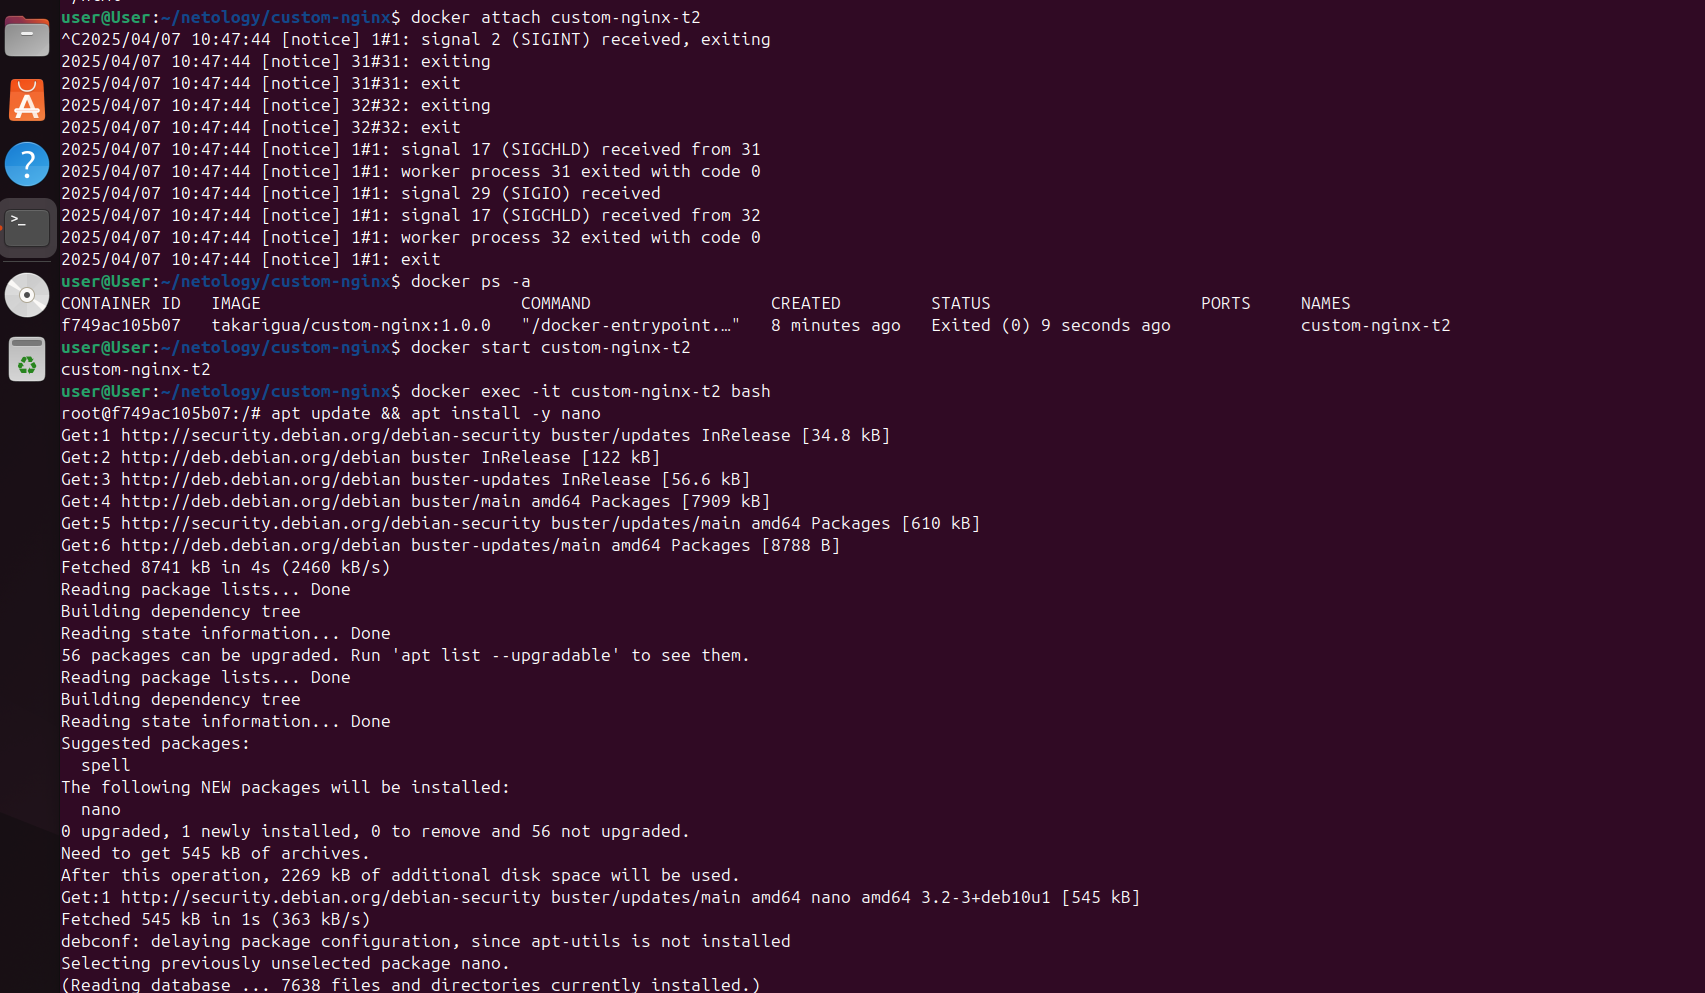 user@User:~/netology/custom-nginx$ docker attach custom-nginx-t2
^C2025/04/07 10:47:44 [notice] 1#1: signal 2 (SIGINT) received, exiting
2025/04/07 10:47:44 [notice] 31#31: exiting
2025/04/07 10:47:44 [notice] 31#31: exit
2025/04/07 10:47:44 [notice] 32#32: exiting
2025/04/07 10:47:44 [notice] 32#32: exit
2025/04/07 10:47:44 [notice] 1#1: signal 17 (SIGCHLD) received from 31
2025/04/07 10:47:44 [notice] 1#1: worker process 31 exited with code 0
2025/04/07 10:47:44 [notice] 1#1: signal 29 (SIGIO) received
2025/04/07 10:47:44 [notice] 1#1: signal 17 (SIGCHLD) received from 32
2025/04/07 10:47:44 [notice] 1#1: worker process 32 exited with code 0
2025/04/07 10:47:44 [notice] 1#1: exit
user@User:~/netology/custom-nginx$ docker ps -a
CONTAINER ID   IMAGE                          COMMAND                  CREATED         STATUS                     PORTS     NAMES
f749ac105b07   takarigua/custom-nginx:1.0.0   "/docker-entrypoint.…"   8 minutes ago   Exited (0) 9 seconds ago             custom-nginx-t2
user@User:~/netology/custom-nginx$ docker start custom-nginx-t2
custom-nginx-t2
user@User:~/netology/custom-nginx$ docker exec -it custom-nginx-t2 bash
root@f749ac105b07:/# apt update && apt install -y nano
Get:1 http://security.debian.org/debian-security buster/updates InRelease [34.8 kB]
Get:2 http://deb.debian.org/debian buster InRelease [122 kB]
Get:3 http://deb.debian.org/debian buster-updates InRelease [56.6 kB]
Get:4 http://deb.debian.org/debian buster/main amd64 Packages [7909 kB]
Get:5 http://security.debian.org/debian-security buster/updates/main amd64 Packages [610 kB]
Get:6 http://deb.debian.org/debian buster-updates/main amd64 Packages [8788 B]
Fetched 8741 kB in 4s (2460 kB/s)
Reading package lists... Done
Building dependency tree
Reading state information... Done
56 packages can be upgraded. Run 'apt list --upgradable' to see them.
Reading package lists... Done
Building dependency tree
Reading state information... Done
Suggested packages:
  spell
The following NEW packages will be installed:
  nano
0 upgraded, 1 newly installed, 0 to remove and 56 not upgraded.
Need to get 545 kB of archives.
After this operation, 2269 kB of additional disk space will be used.
Get:1 http://security.debian.org/debian-security buster/updates/main amd64 nano amd64 3.2-3+deb10u1 [545 kB]
Fetched 545 kB in 1s (363 kB/s)
debconf: delaying package configuration, since apt-utils is not installed
Selecting previously unselected package nano.
(Reading database ... 7638 files and directories currently installed.)